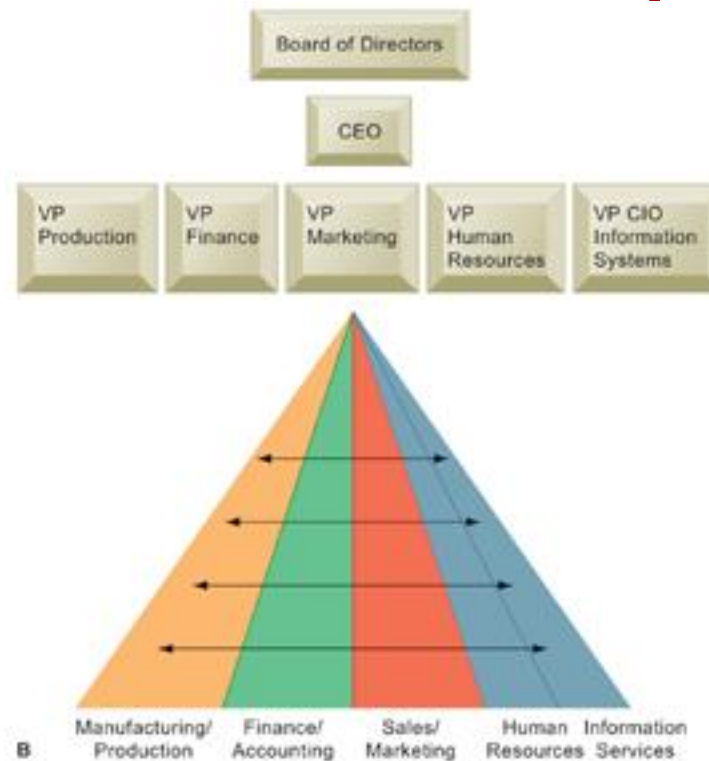 Board of Directors
CEO
VP
Production
VP
Finance
VP
Marketing
VP
Human
Resources
VP CIO
Information
Systems
Manufacturing/
Production
Finance/
Accounting
Sales/
Marketing
Human
Resources
Information
Services
B